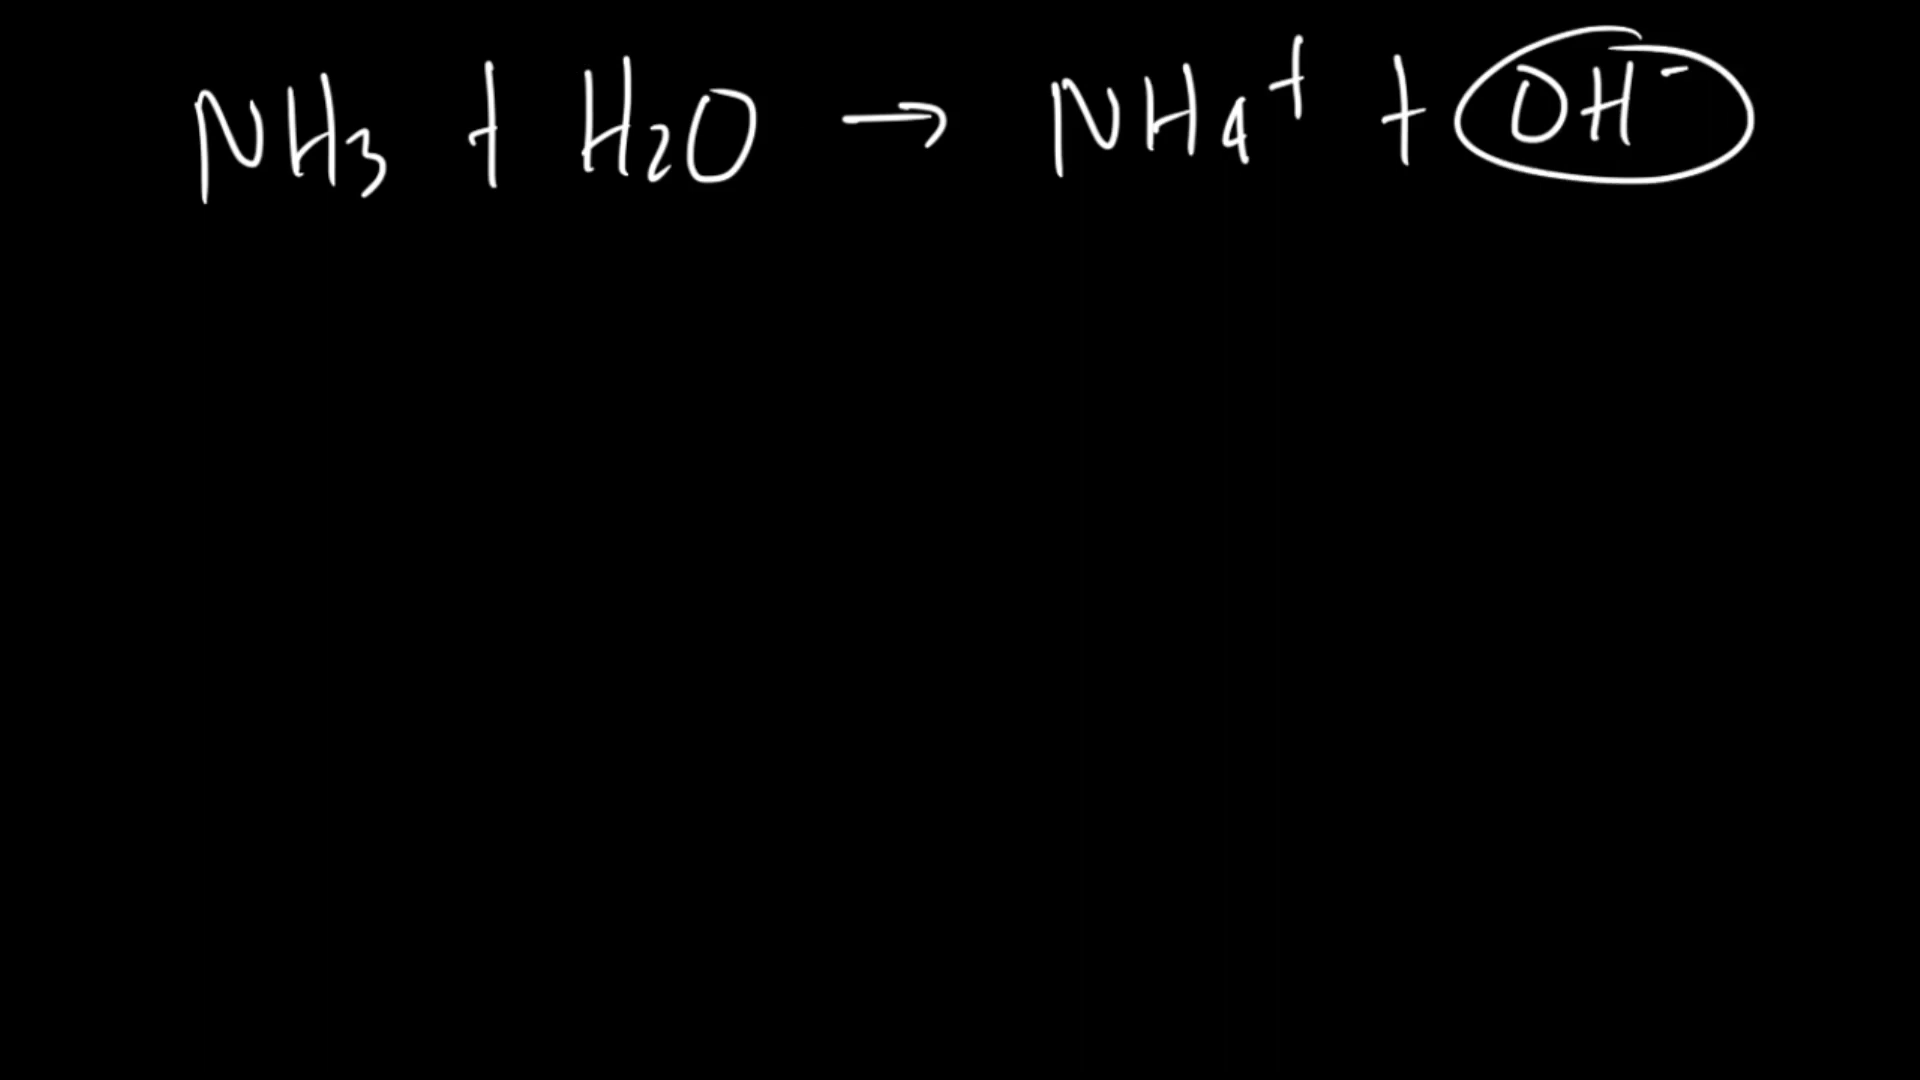 NH3 + H2O → NH4+ + OH-